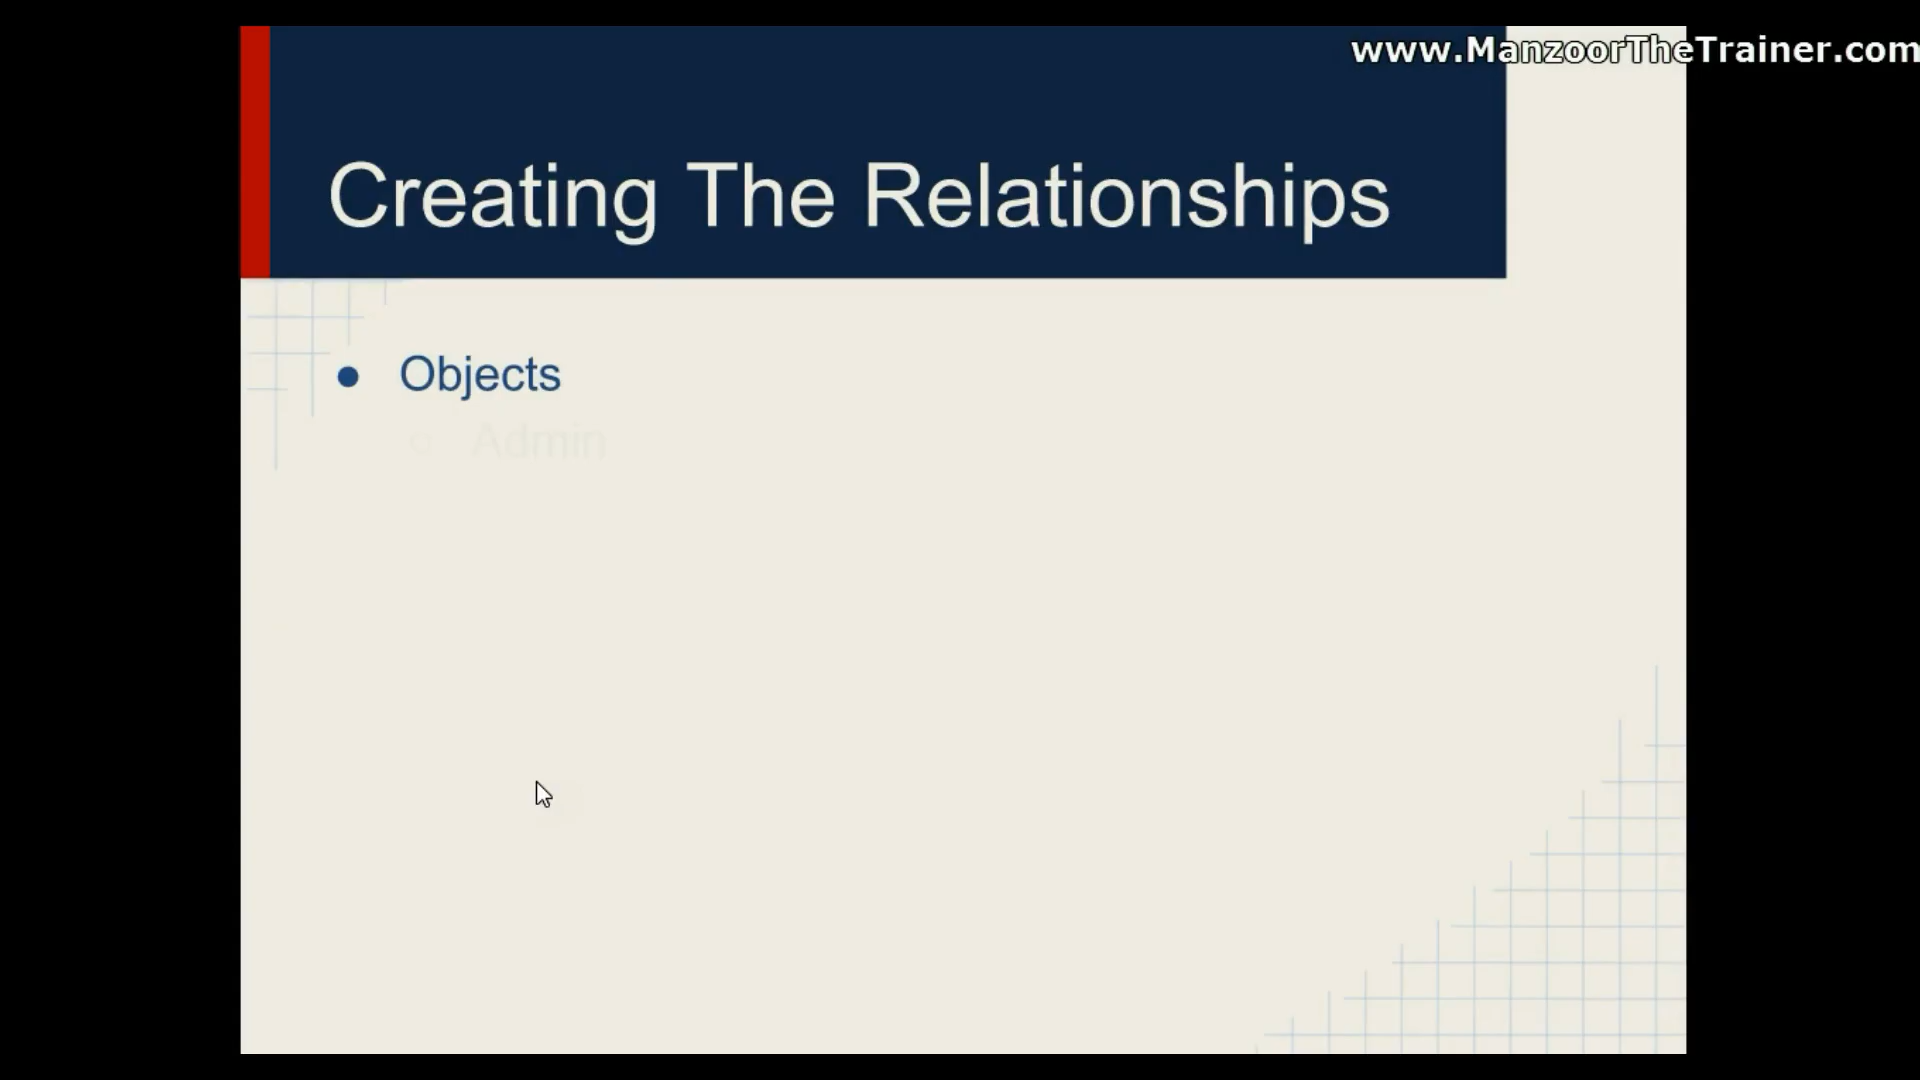 www.ManzoorTheTrainer.com
Creating The Relationships
● Objects
○ Admin